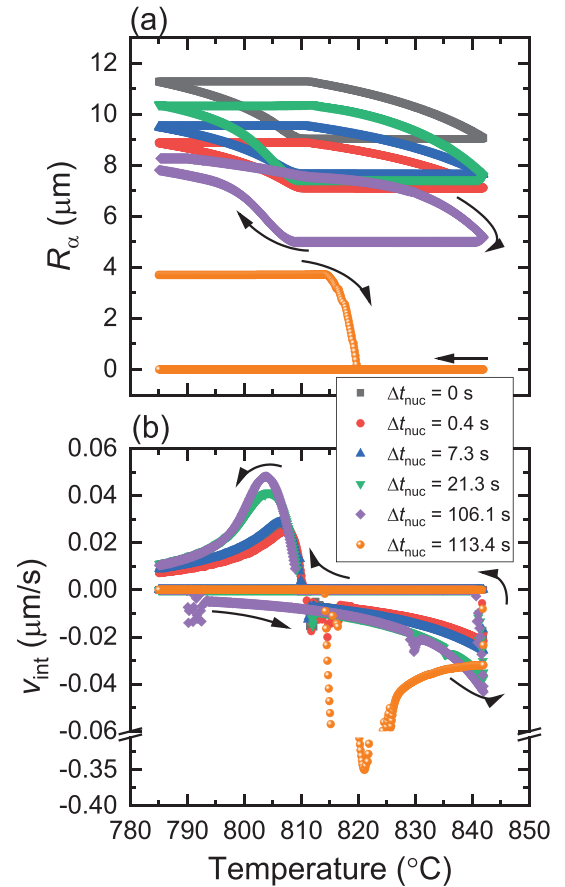 (a)
12
10
8
6
4
2
0
Rα (μm)
Δtnuc = 0 s
Δtnuc = 0.4 s
Δtnuc = 7.3 s
Δtnuc = 21.3 s
Δtnuc = 106.1 s
Δtnuc = 113.4 s
(b)
0.06
0.04
0.02
0.00
-0.02
-0.04
-0.06
-0.35
-0.40
vint (μm/s)
780 790 800 810 820 830 840 850
Temperature (°C)